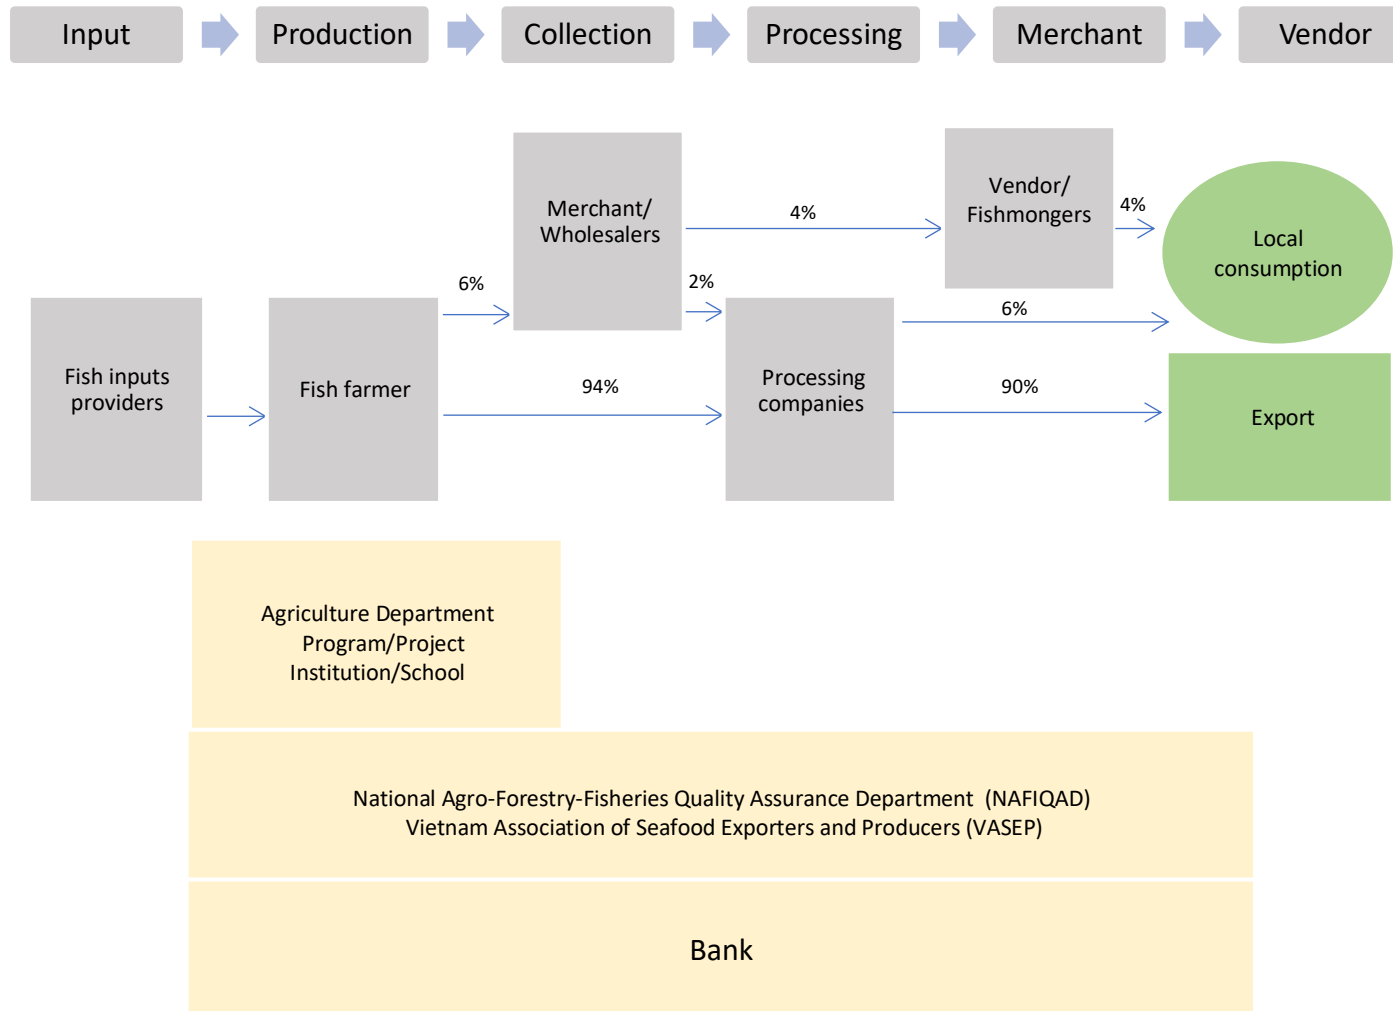 Input
Production
Collection
Processing
Merchant
Vendor
Merchant/
Wholesalers
4%
Vendor/
Fishmongers
4%
Local
consumption
6%
2%
6%
Fish inputs
providers
Fish farmer
94%
Processing
companies
90%
Export
Agriculture Department
Program/Project
Institution/School
National Agro-Forestry-Fisheries Quality Assurance Department (NAFIQAD)
Vietnam Association of Seafood Exporters and Producers (VASEP)
Bank